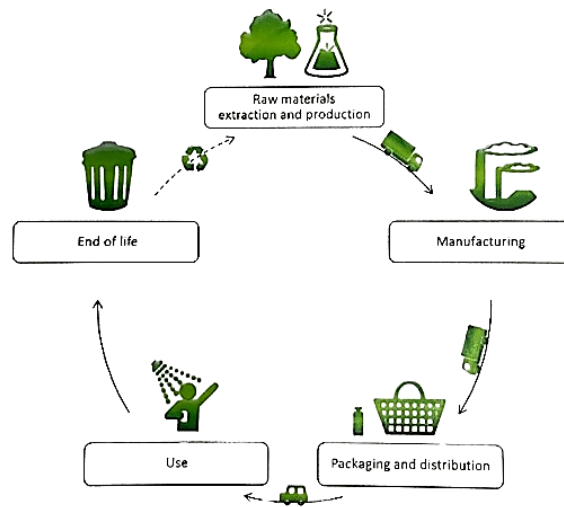 Raw materials
extraction and production
Manufacturing
Packaging and distribution
Use
End of life